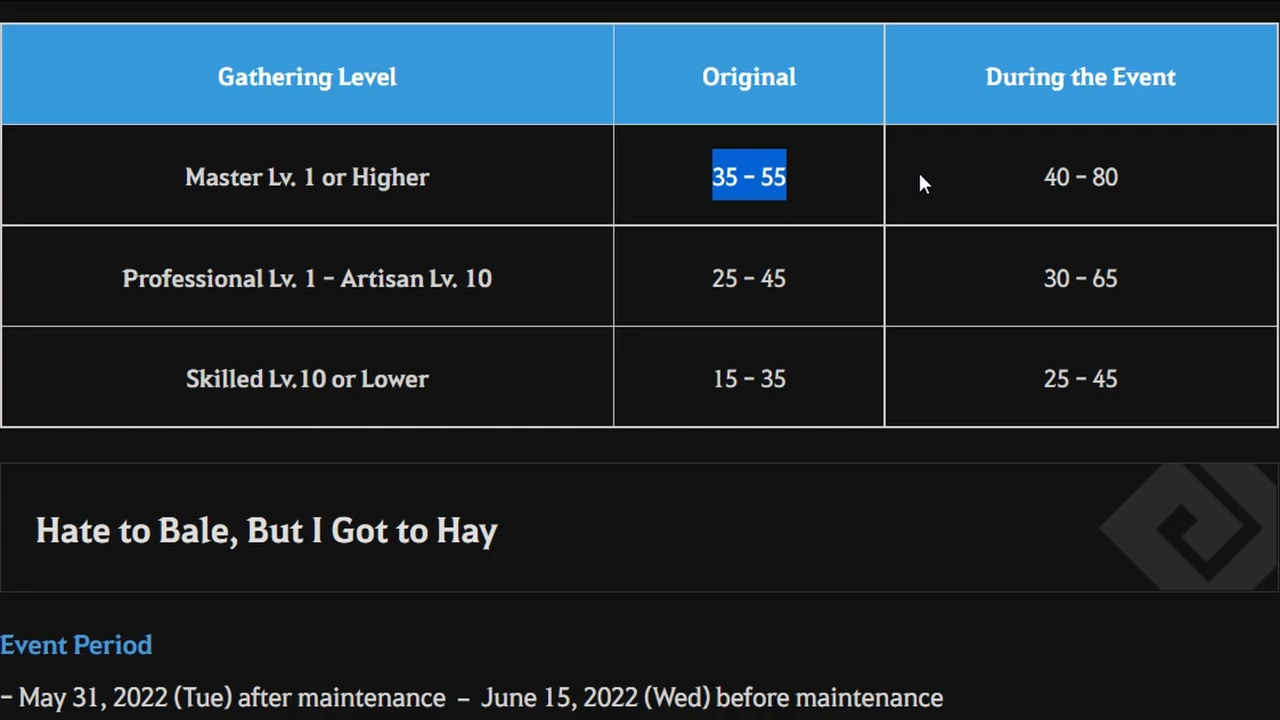 Gathering Level Original During the Event
Master Lv. 1 or Higher 35 – 55 40 – 80
Professional Lv. 1 – Artisan Lv. 10 25 – 45 30 – 65
Skilled Lv.10 or Lower 15 – 35 25 – 45
Hate to Bale, But I Got to Hay
Event Period
– May 31, 2022 (Tue) after maintenance – June 15, 2022 (Wed) before maintenance